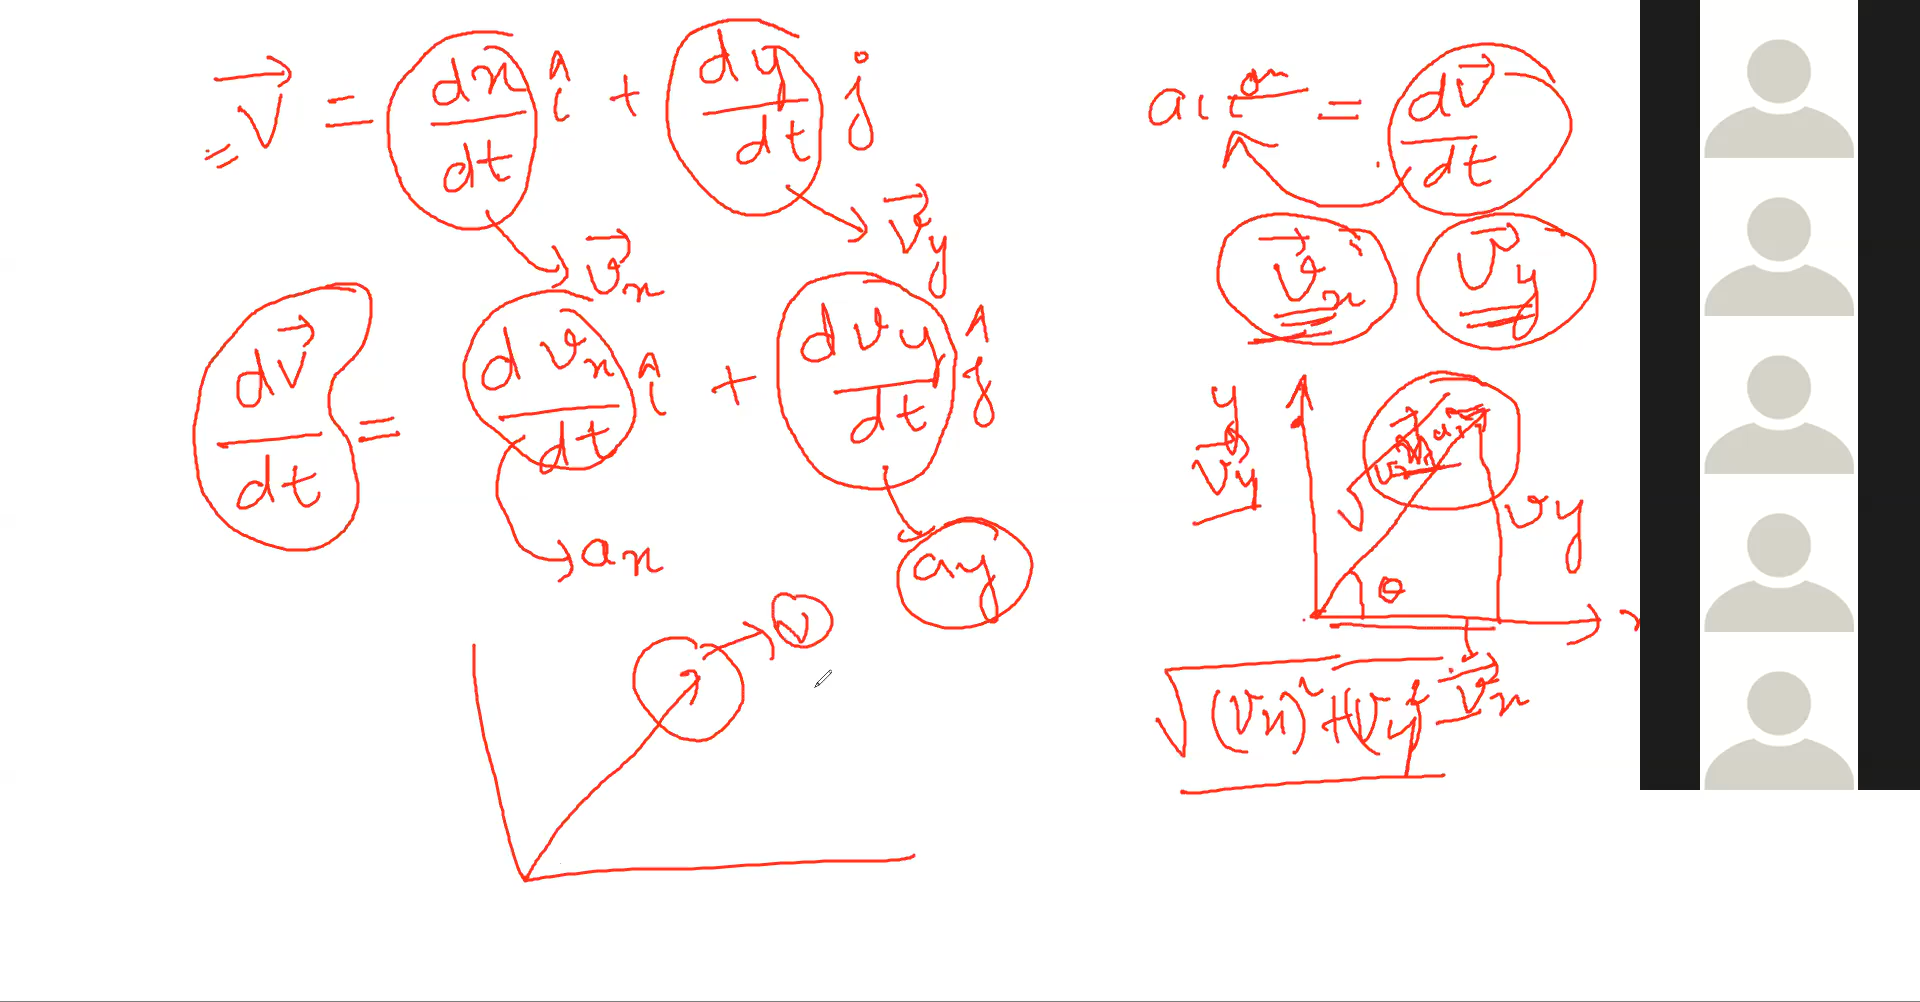 V⃗ = dx/dt î + dy/dt j
v⃗x
v⃗y
dv⃗/dt = dvx/dt î + dvy/dt ĵ
ax
ay
v
accⁿ = dv⃗/dt
v⃗x v⃗y
y
v⃗y
vy
θ
x
v⃗x
√(vx)² + (vy)²